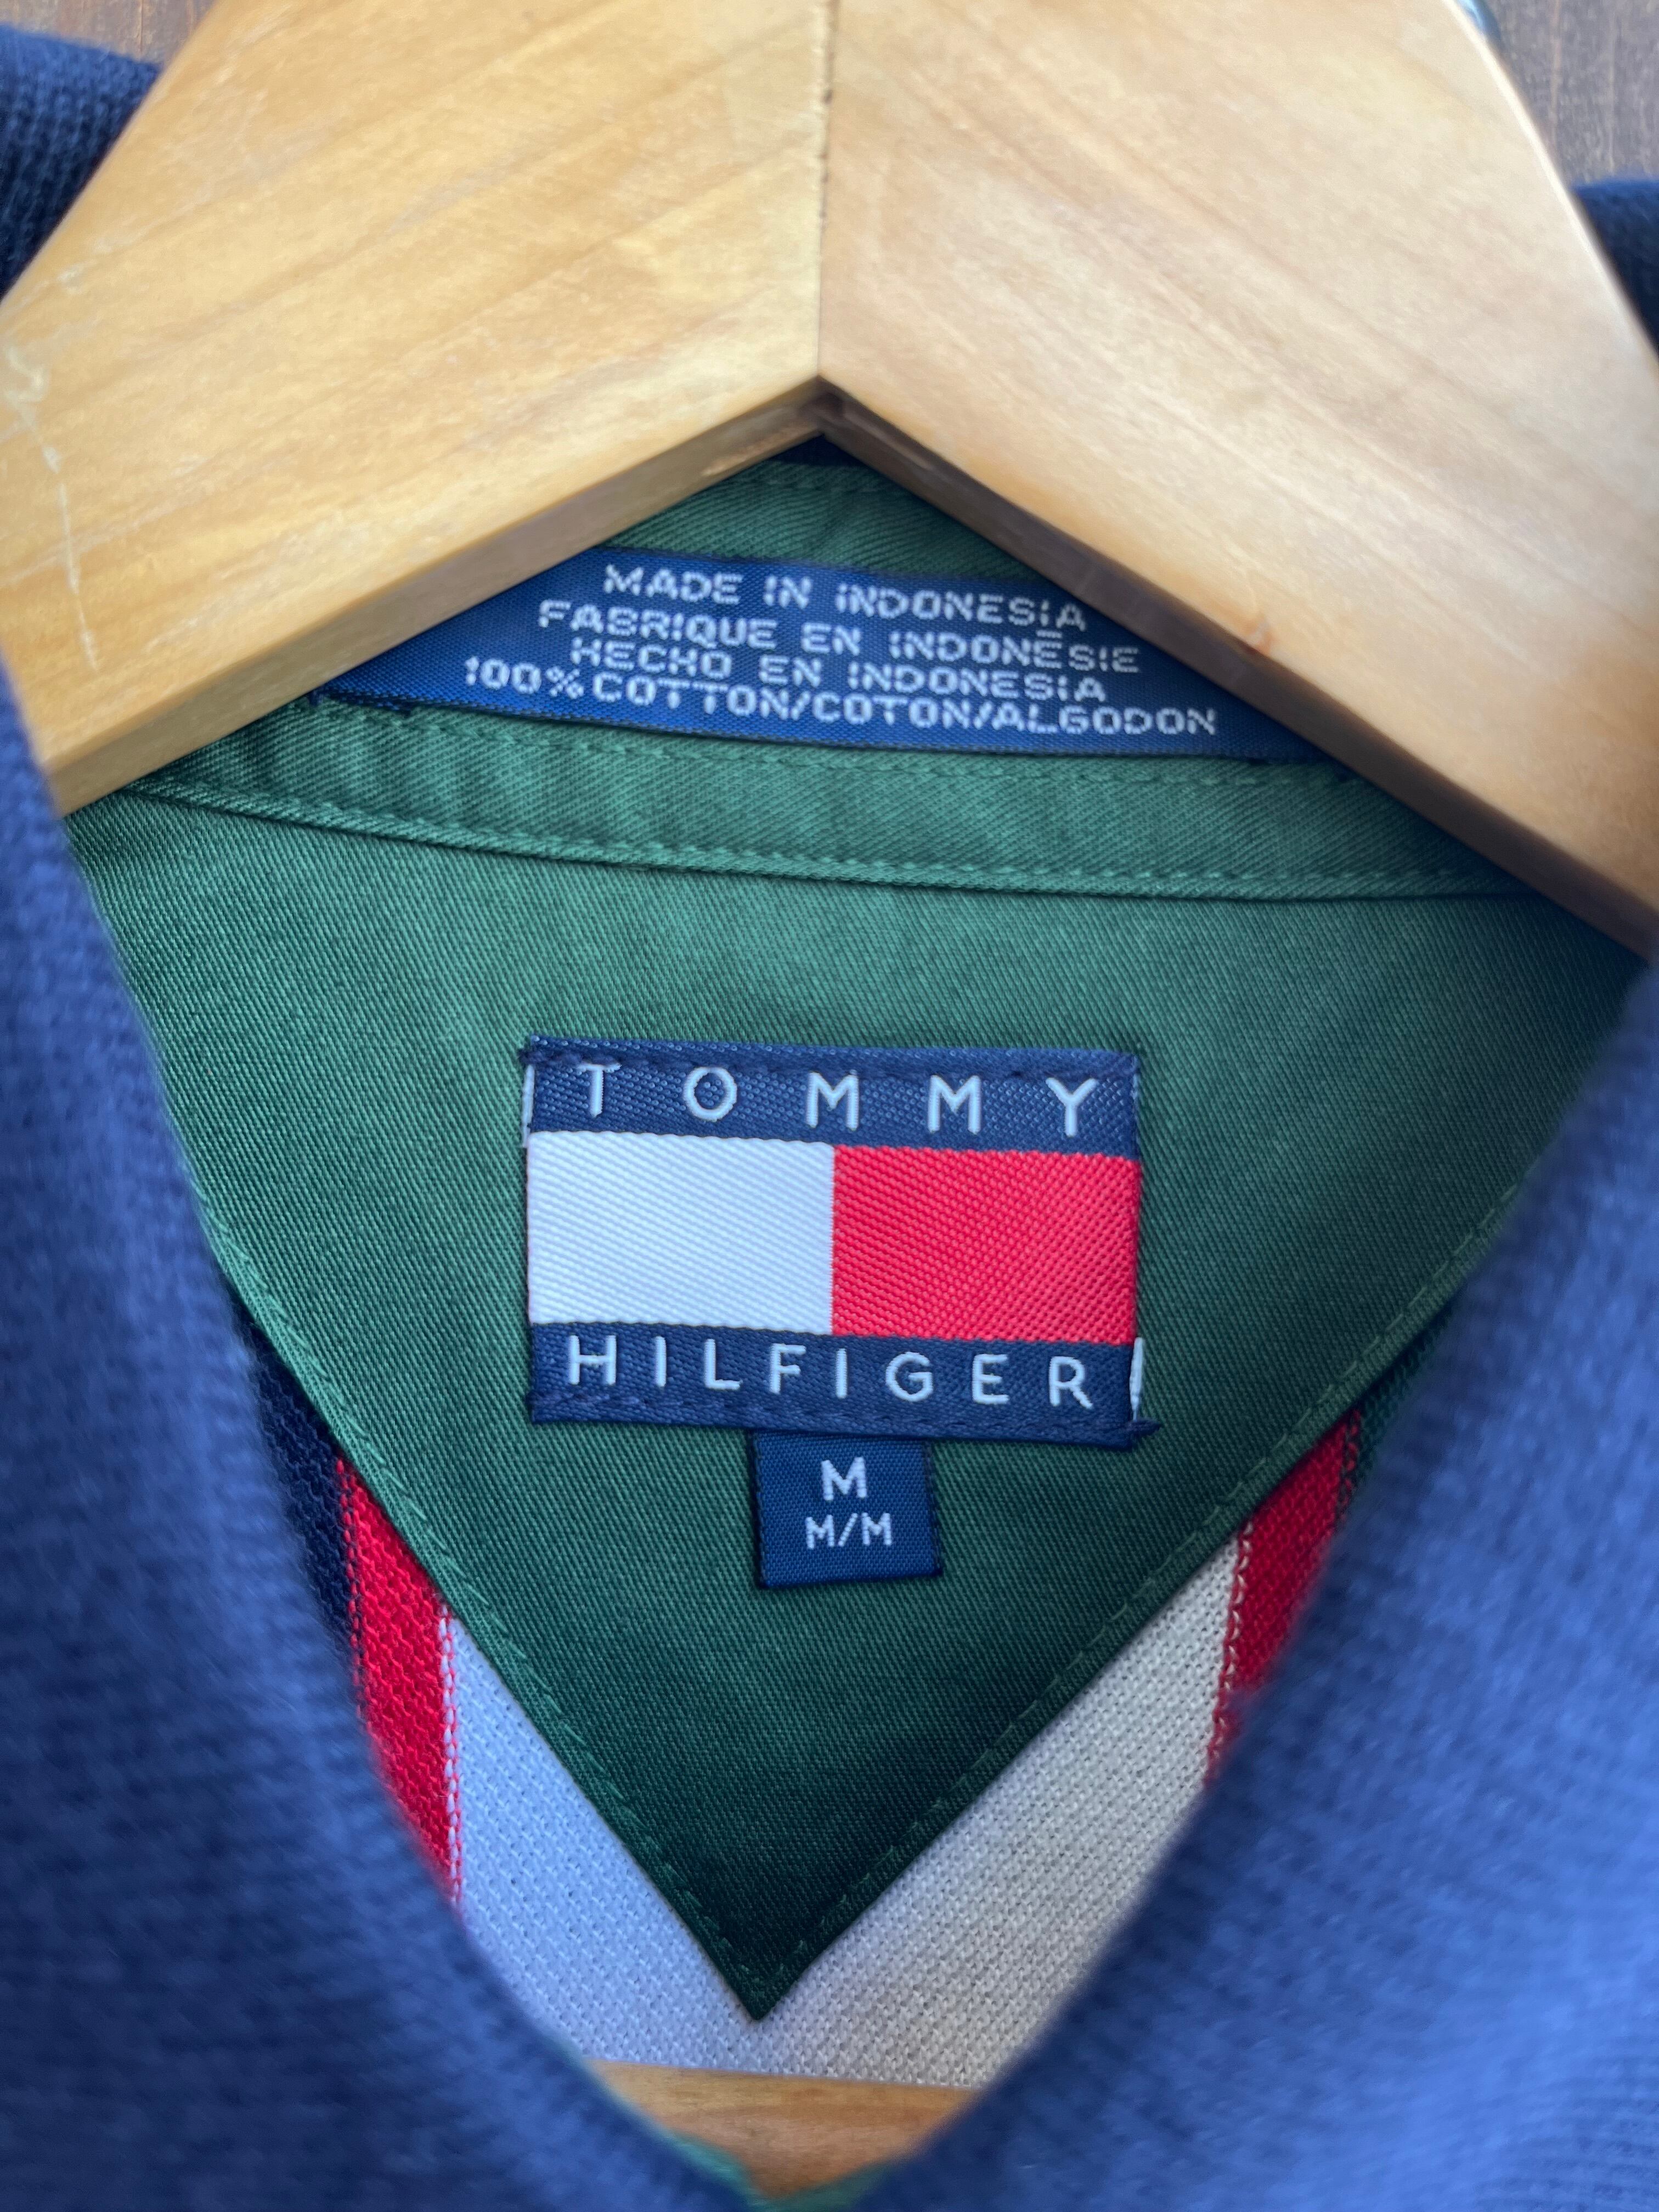 MADE IN INDONESIA
FABRIQUE EN INDONÉSIE
HECHO EN INDONESIA
100% COTTON/COTON/ALGODON
TOMMY
HILFIGER
M
M/M